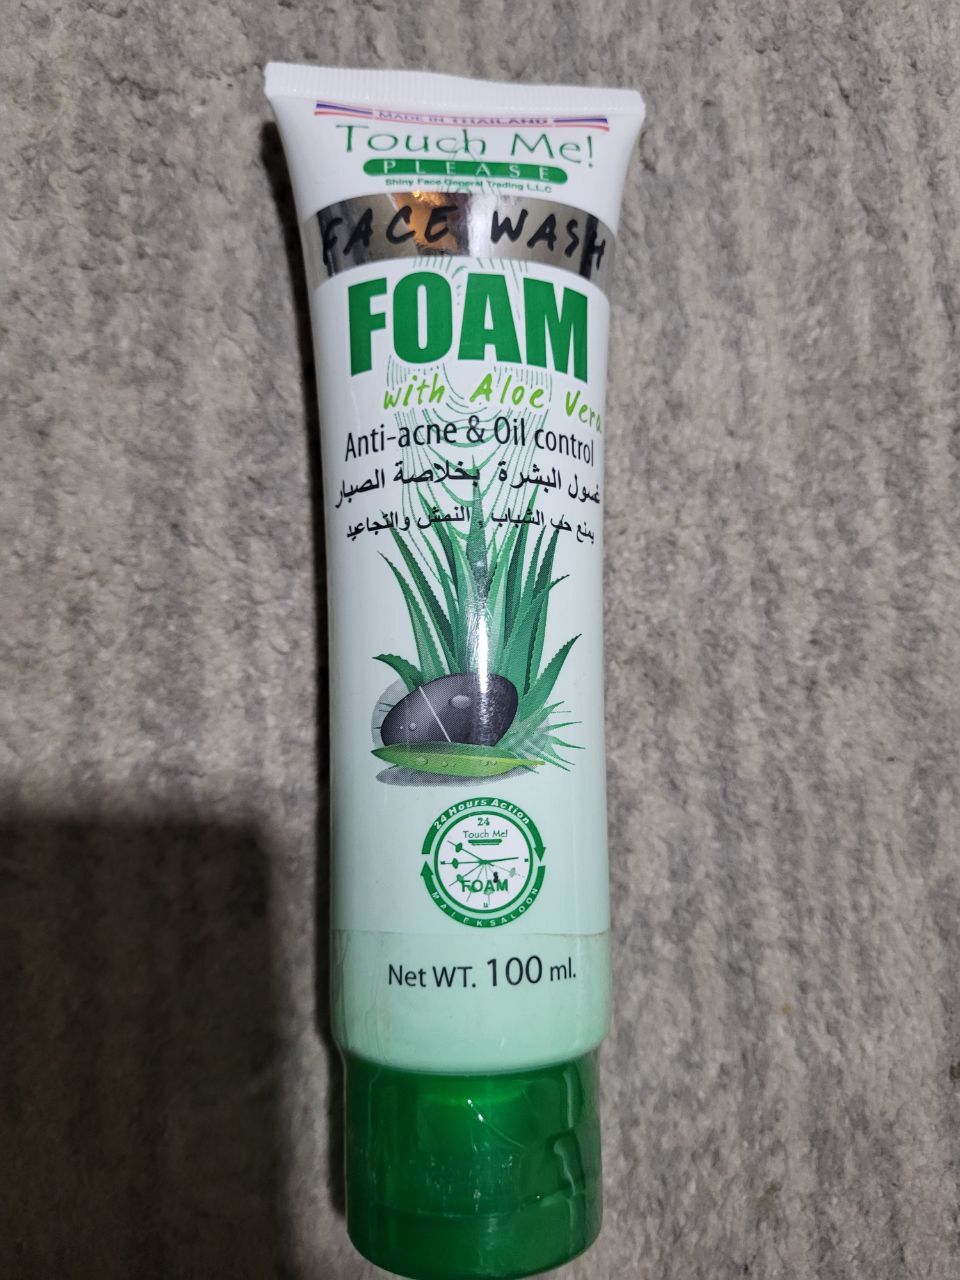 MADE IN THAILAND
Touch Me!
PLEASE
Shiny Face General Trading L.L.C
FACE WASH
FOAM
with Aloe Vera
Anti-acne & Oil control
غسول البشرة بخلاصة الصبار
يمنع حب الشباب , النمش والتجاعيد
24 Hours Action
24
Touch Me!
FOAM
MALEKSALOON
Net WT. 100 ml.